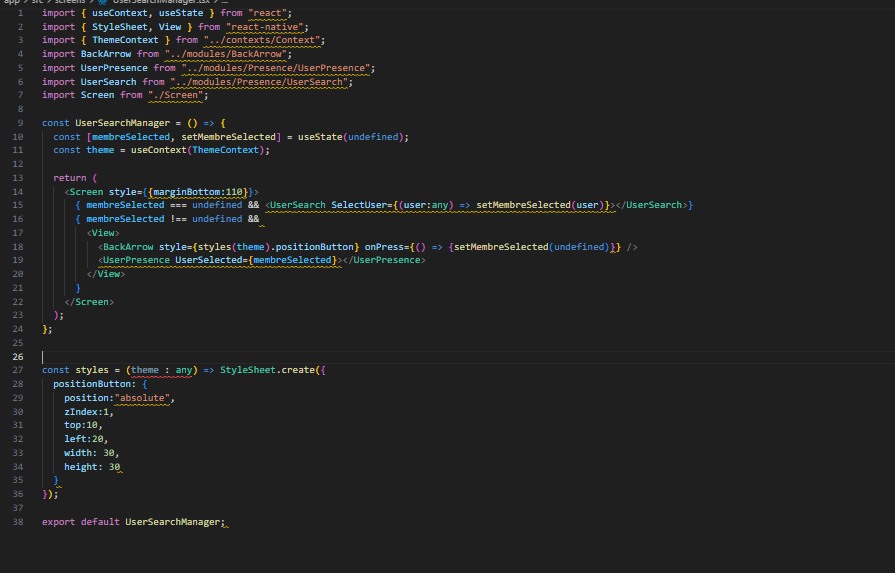 app > src > screens > UserSearchManager.tsx > ...
1 import { useContext, useState } from "react";
2 import { StyleSheet, View } from "react-native";
3 import { ThemeContext } from "../contexts/Context";
4 import BackArrow from "../modules/BackArrow";
5 import UserPresence from "../modules/Presence/UserPresence";
6 import UserSearch from "../modules/Presence/UserSearch";
7 import Screen from "./Screen";
8
9 const UserSearchManager = () => {
10 const [membreSelected, setMembreSelected] = useState(undefined);
11 const theme = useContext(ThemeContext);
12
13 return (
14 <Screen style={{marginBottom:110}}>
15 { membreSelected === undefined && <UserSearch SelectUser={(user:any) => setMembreSelected(user)}></UserSearch>}
16 { membreSelected !== undefined &&
17 <View>
18 <BackArrow style={styles(theme).positionButton} onPress={() => {setMembreSelected(undefined)}} />
19 <UserPresence UserSelected={membreSelected}></UserPresence>
20 </View>
21 }
22 </Screen>
23 );
24 };
25
26
27 const styles = (theme : any) => StyleSheet.create({
28 positionButton: {
29 position:"absolute",
30 zIndex:1,
31 top:10,
32 left:20,
33 width: 30,
34 height: 30
35 }
36 });
37
38 export default UserSearchManager;